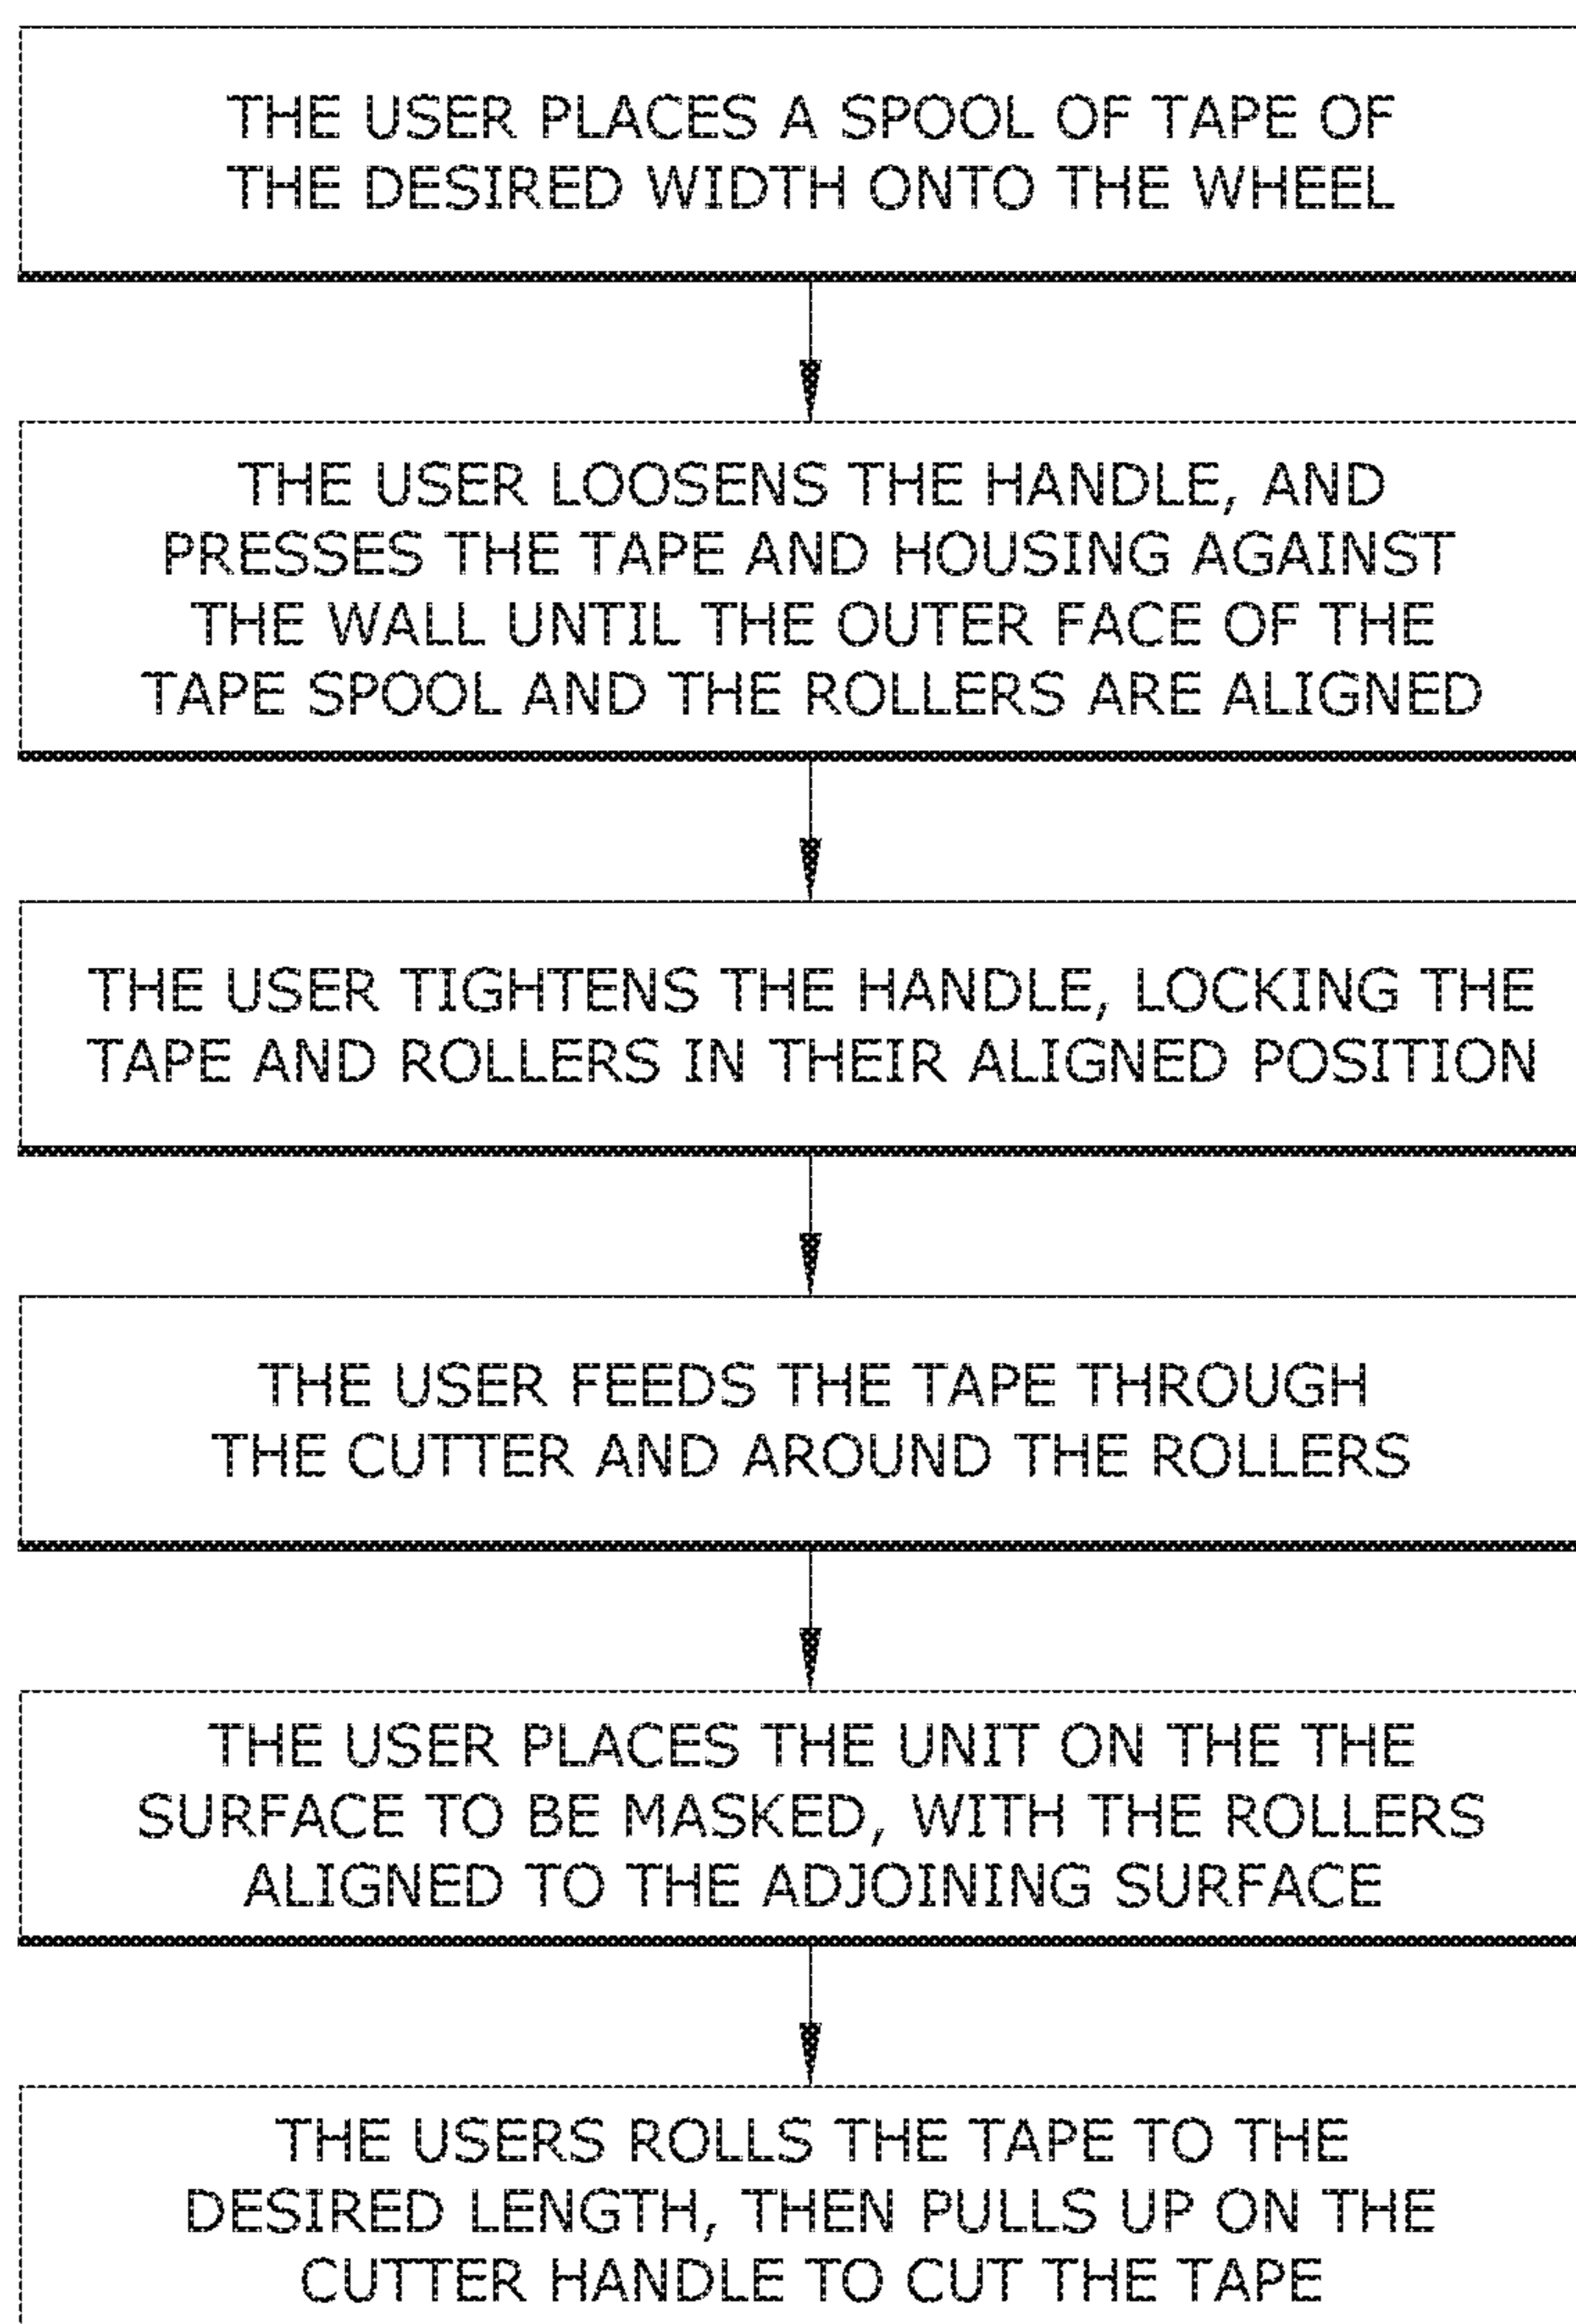 THE USER PLACES A SPOOL OF TAPE OF
THE DESIRED WIDTH ONTO THE WHEEL
THE USER LOOSENS THE HANDLE, AND
PRESSES THE TAPE AND HOUSING AGAINST
THE WALL UNTIL THE OUTER FACE OF THE
TAPE SPOOL AND THE ROLLERS ARE ALIGNED
THE USER TIGHTENS THE HANDLE, LOCKING THE
TAPE AND ROLLERS IN THEIR ALIGNED POSITION
THE USER FEEDS THE TAPE THROUGH
THE CUTTER AND AROUND THE ROLLERS
THE USER PLACES THE UNIT ON THE THE
SURFACE TO BE MASKED, WITH THE ROLLERS
ALIGNED TO THE ADJOINING SURFACE
THE USERS ROLLS THE TAPE TO THE
DESIRED LENGTH, THEN PULLS UP ON THE
CUTTER HANDLE TO CUT THE TAPE